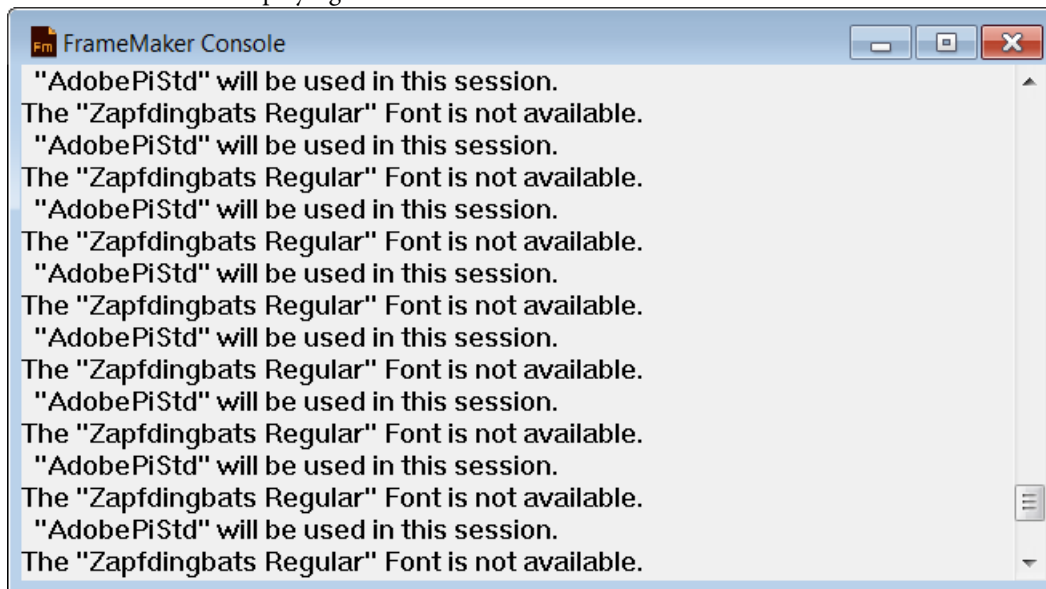 Fm FrameMaker Console
"AdobePiStd" will be used in this session.
The "Zapfdingbats Regular" Font is not available.
"AdobePiStd" will be used in this session.
The "Zapfdingbats Regular" Font is not available.
"AdobePiStd" will be used in this session.
The "Zapfdingbats Regular" Font is not available.
"AdobePiStd" will be used in this session.
The "Zapfdingbats Regular" Font is not available.
"AdobePiStd" will be used in this session.
The "Zapfdingbats Regular" Font is not available.
"AdobePiStd" will be used in this session.
The "Zapfdingbats Regular" Font is not available.
"AdobePiStd" will be used in this session.
The "Zapfdingbats Regular" Font is not available.
"AdobePiStd" will be used in this session.
The "Zapfdingbats Regular" Font is not available.